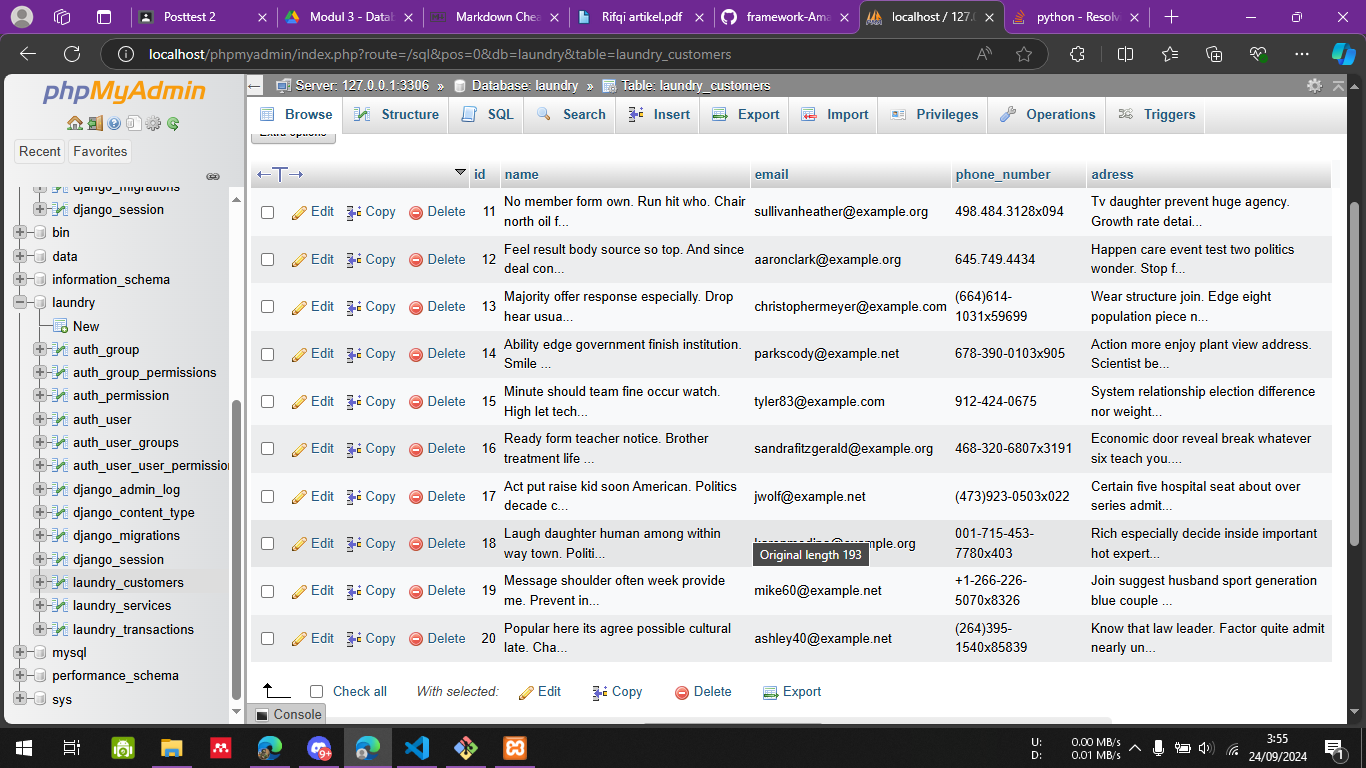 Posttest 2
Modul 3 - Datab
Markdown Chea
Rifqi artikel.pdf
framework-Ama
localhost / 127.0
python - Resolv
localhost/phpmyadmin/index.php?route=/sql&pos=0&db=laundry&table=laundry_customers
phpMyAdmin
Recent
Favorites
django_migrations
django_session
bin
data
information_schema
laundry
New
auth_group
auth_group_permissions
auth_permission
auth_user
auth_user_groups
auth_user_user_permission
django_admin_log
django_content_type
django_migrations
django_session
laundry_customers
laundry_services
laundry_transactions
mysql
performance_schema
sys
Server: 127.0.0.1:3306 » Database: laundry » Table: laundry_customers
Browse Structure SQL Search Insert Export Import Privileges Operations Triggers
Extra options
id name email phone_number adress
Edit Copy Delete 11 No member form own. Run hit who. Chair north oil f... sullivanheather@example.org 498.484.3128x094 Tv daughter prevent huge agency. Growth rate detai...
Edit Copy Delete 12 Feel result body source so top. And since deal con... aaronclark@example.org 645.749.4434 Happen care event test two politics wonder. Stop f...
Edit Copy Delete 13 Majority offer response especially. Drop hear usua... christophermeyer@example.com (664)614-1031x59699 Wear structure join. Edge eight population piece n...
Edit Copy Delete 14 Ability edge government finish institution. Smile ... parkscody@example.net 678-390-0103x905 Action more enjoy plant view address. Scientist be...
Edit Copy Delete 15 Minute should team fine occur watch. High let tech... tyler83@example.com 912-424-0675 System relationship election difference nor weight...
Edit Copy Delete 16 Ready form teacher notice. Brother treatment life ... sandrafitzgerald@example.org 468-320-6807x3191 Economic door reveal break whatever six teach you....
Edit Copy Delete 17 Act put raise kid soon American. Politics decade c... jwolf@example.net (473)923-0503x022 Certain five hospital seat about over series admit...
Edit Copy Delete 18 Laugh daughter human among within way town. Politi... 001-715-453-7780x403 Rich especially decide inside important hot expert...
Original length 193
Edit Copy Delete 19 Message shoulder often week provide me. Prevent in... mike60@example.net +1-266-226-5070x8326 Join suggest husband sport generation blue couple ...
Edit Copy Delete 20 Popular here its agree possible cultural late. Cha... ashley40@example.net (264)395-1540x85839 Know that law leader. Factor quite admit nearly un...
Check all With selected: Edit Copy Delete Export
Console
U: 0.00 MB/s
D: 0.01 MB/s
3:55
24/09/2024
9+
1